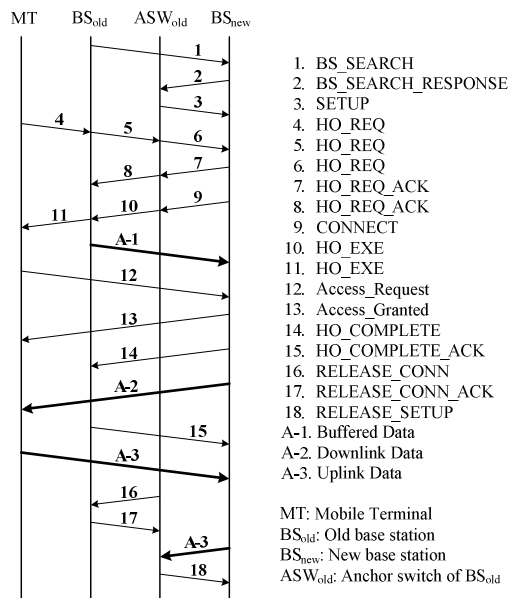 MT BSold ASWold BSnew
1
2
3
4
5
6
7
8
9
10
11
A-1
12
13
14
A-2
15
A-3
16
17
A-3
18
1. BS_SEARCH
2. BS_SEARCH_RESPONSE
3. SETUP
4. HO_REQ
5. HO_REQ
6. HO_REQ
7. HO_REQ_ACK
8. HO_REQ_ACK
9. CONNECT
10. HO_EXE
11. HO_EXE
12. Access_Request
13. Access_Granted
14. HO_COMPLETE
15. HO_COMPLETE_ACK
16. RELEASE_CONN
17. RELEASE_CONN_ACK
18. RELEASE_SETUP
A-1. Buffered Data
A-2. Downlink Data
A-3. Uplink Data
MT: Mobile Terminal
BSold: Old base station
BSnew: New base station
ASWold: Anchor switch of BSold